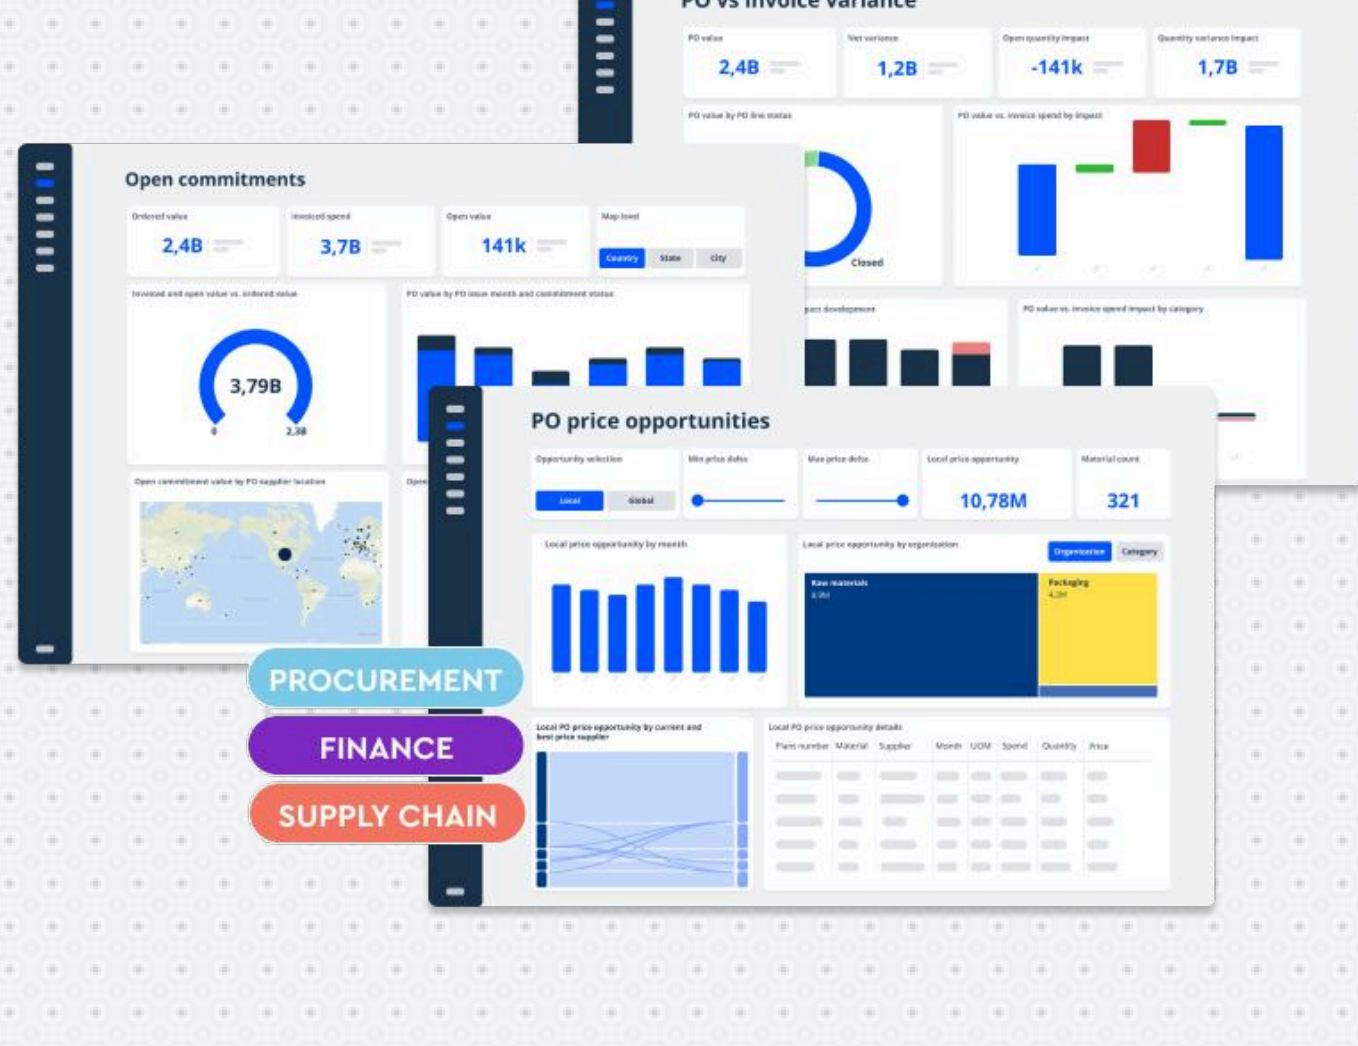 PO vs invoice variance
PO value
Net variance
Open quantity impact
Quantity variance impact
2,4B
1,2B
-141k
1,7B
PO value by PO line status
PO value vs. invoice spend by impact
Closed
PO value vs. invoice spend impact by category
Open commitments
Ordered value
Invoiced spend
Open value
Map level
2,4B
3,7B
141k
Country
State
City
Invoiced and open value vs. ordered value
PO value by PO issue month and commitment status
3,79B
0
2,3B
Open commitment value by PO supplier location
Open
PO price opportunities
Opportunity selection
Min price delta
Max price delta
Local price opportunity
Material count
Local
Global
10,78M
321
Local price opportunity by month
Local price opportunity by organisation
Organization
Category
Raw materials
Packaging
Local PO price opportunity by current and
best price supplier
Local PO price opportunity details
Plant number Material Supplier Month UOM Spend Quantity Price
PROCUREMENT
FINANCE
SUPPLY CHAIN